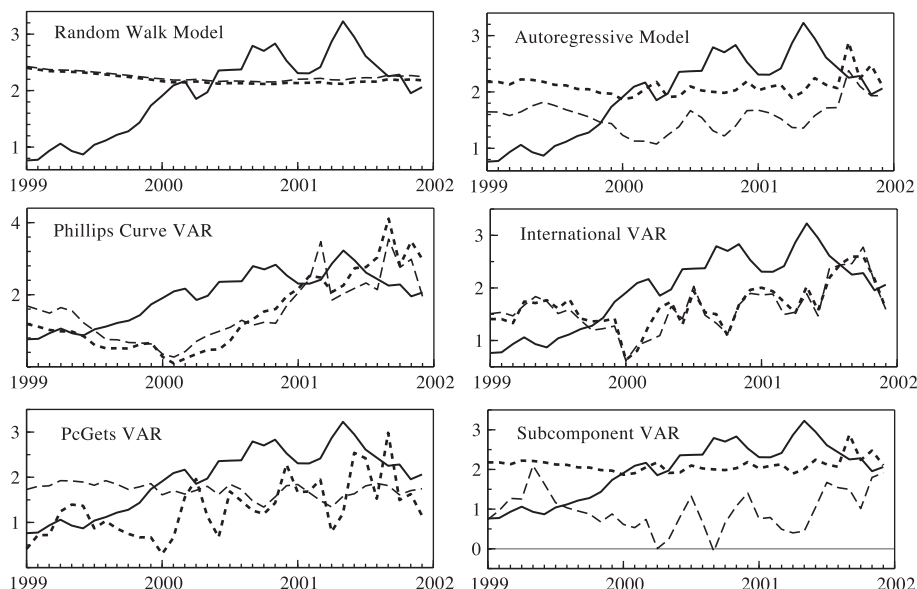 Random Walk Model
3
2
1
1999 2000 2001 2002
Autoregressive Model
3
2
1
1999 2000 2001 2002
Phillips Curve VAR
4
2
1999 2000 2001 2002
International VAR
3
2
1
1999 2000 2001 2002
PcGets VAR
3
2
1
1999 2000 2001 2002
Subcomponent VAR
3
2
1
0
1999 2000 2001 2002